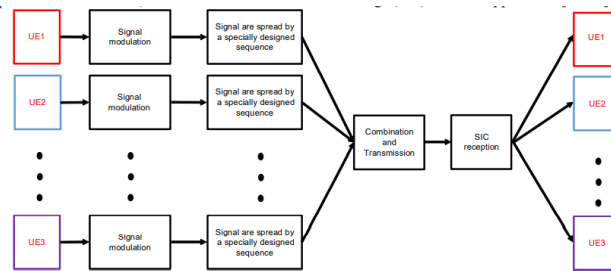 UE1
Signal
modulation
Signal are spread by
a specially designed
sequence
UE2
Signal
modulation
Signal are spread by
a specially designed
sequence
UE3
Signal
modulation
Signal are spread by
a specially designed
sequence
Combination
and
Transmission
SIC
reception
UE1
UE2
UE3